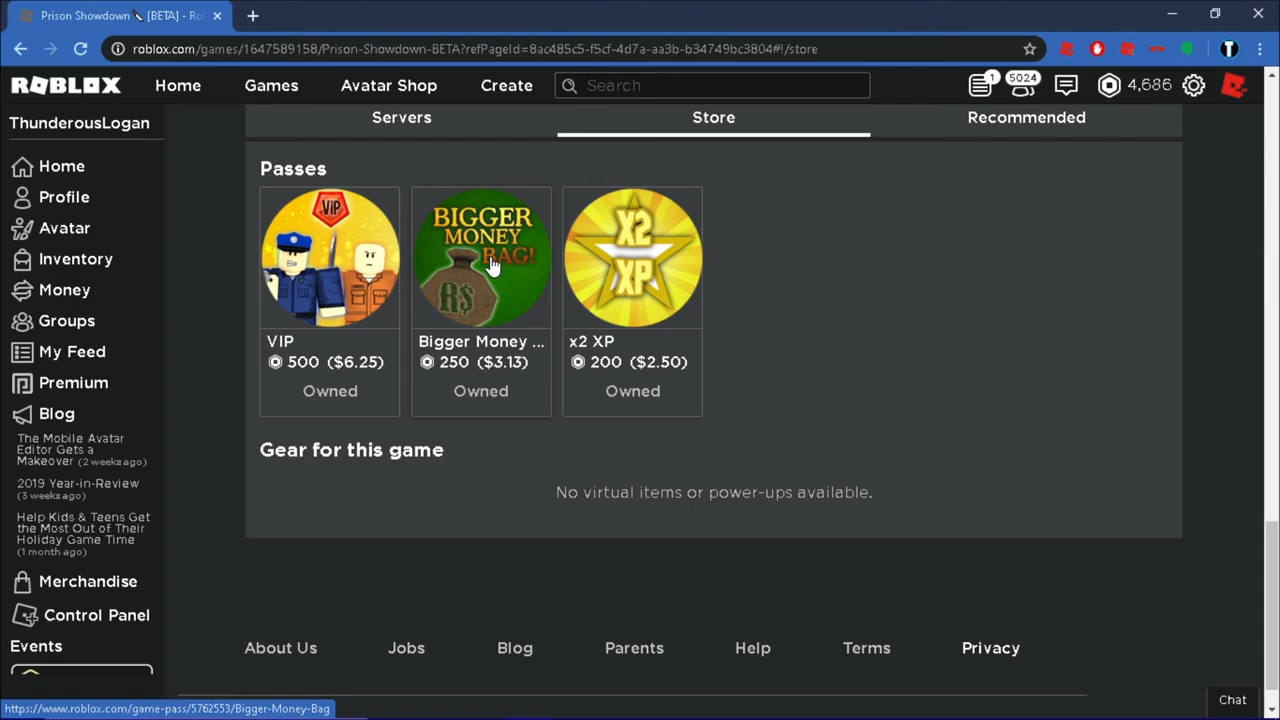 Prison Showdown 🔪 [BETA] - Ro
roblox.com/games/1647589158/Prison-Showdown-BETA?refPageId=8ac485c5-f5cf-4d7a-aa3b-b34749bc3804#!/store
T
ROBLOX Home Games Avatar Shop Create Search 1 5024 4,686
ThunderousLogan
Home
Profile
Avatar
Inventory
Money
Groups
My Feed
Premium
Blog
The Mobile Avatar
Editor Gets a
Makeover (2 weeks ago)
2019 Year-in-Review
(3 weeks ago)
Help Kids & Teens Get
the Most Out of Their
Holiday Game Time
(1 month ago)
Merchandise
Control Panel
Events
Servers Store Recommended
Passes
VIP
BIGGER
MONEY
BAG!
R$
X2
XP
VIP
500 ($6.25)
Owned
Bigger Money ...
250 ($3.13)
Owned
x2 XP
200 ($2.50)
Owned
Gear for this game
No virtual items or power-ups available.
About Us Jobs Blog Parents Help Terms Privacy
Chat
https://www.roblox.com/game-pass/5762553/Bigger-Money-Bag